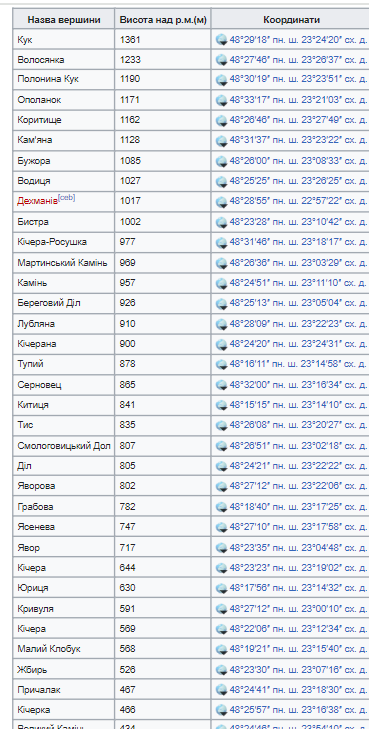 Назва вершини Висота над р.м.(м) Координати
Кук 1361 48°29′18″ пн. ш. 23°24′20″ сх. д.
Волосянка 1233 48°27′46″ пн. ш. 23°26′37″ сх. д.
Полонина Кук 1190 48°30′19″ пн. ш. 23°23′51″ сх. д.
Ополанок 1171 48°33′17″ пн. ш. 23°21′03″ сх. д.
Коритище 1162 48°26′46″ пн. ш. 23°27′49″ сх. д.
Кам'яна 1128 48°31′37″ пн. ш. 23°23′22″ сх. д.
Бужора 1085 48°26′00″ пн. ш. 23°08′33″ сх. д.
Водиця 1027 48°25′25″ пн. ш. 23°26′25″ сх. д.
Дехманів[ceb] 1017 48°28′55″ пн. ш. 22°57′22″ сх. д.
Бистра 1002 48°23′28″ пн. ш. 23°10′42″ сх. д.
Кічера-Росушка 977 48°31′46″ пн. ш. 23°18′17″ сх. д.
Мартинський Камінь 969 48°26′36″ пн. ш. 23°03′29″ сх. д.
Камінь 957 48°24′51″ пн. ш. 23°11′10″ сх. д.
Береговий Діл 926 48°25′13″ пн. ш. 23°05′04″ сх. д.
Лубляна 910 48°28′09″ пн. ш. 23°22′23″ сх. д.
Кічерана 900 48°24′20″ пн. ш. 23°24′31″ сх. д.
Тупий 878 48°16′11″ пн. ш. 23°14′58″ сх. д.
Серновец 865 48°32′00″ пн. ш. 23°16′34″ сх. д.
Китиця 841 48°15′15″ пн. ш. 23°14′10″ сх. д.
Тис 835 48°26′08″ пн. ш. 23°20′27″ сх. д.
Смологовицький Дол 807 48°26′51″ пн. ш. 23°02′18″ сх. д.
Діл 805 48°24′21″ пн. ш. 23°22′22″ сх. д.
Яворова 802 48°27′12″ пн. ш. 23°22′06″ сх. д.
Грабова 782 48°18′40″ пн. ш. 23°17′25″ сх. д.
Ясенева 747 48°27′10″ пн. ш. 23°17′58″ сх. д.
Явор 717 48°23′35″ пн. ш. 23°04′48″ сх. д.
Кічера 644 48°23′23″ пн. ш. 23°19′02″ сх. д.
Юриця 630 48°17′56″ пн. ш. 23°14′32″ сх. д.
Кривуля 591 48°27′12″ пн. ш. 23°00′10″ сх. д.
Кічера 569 48°22′06″ пн. ш. 23°12′34″ сх. д.
Малий Клобук 568 48°19′21″ пн. ш. 23°15′40″ сх. д.
Жбирь 526 48°23′30″ пн. ш. 23°07′16″ сх. д.
Причалак 467 48°24′41″ пн. ш. 23°18′30″ сх. д.
Кічерка 466 48°25′57″ пн. ш. 23°16′38″ сх. д.
Великий Камінь 434 48°24′46″ пн. ш. 23°54′10″ сх. д.